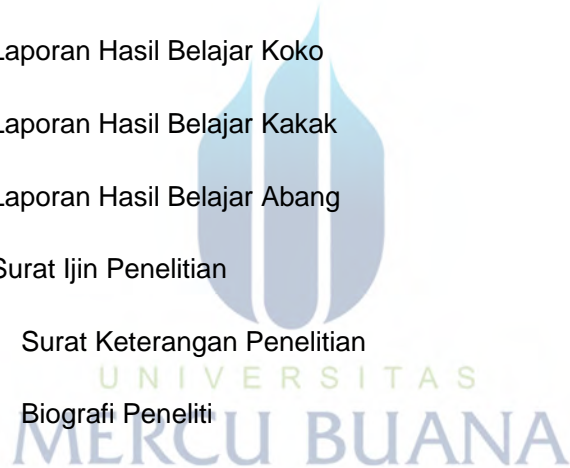 Laporan Hasil Belajar Koko
Laporan Hasil Belajar Kakak
Laporan Hasil Belajar Abang
Surat Ijin Penelitian
Surat Keterangan Penelitian
UNIVERSITAS
Biografi Peneliti
MERCU BUANA